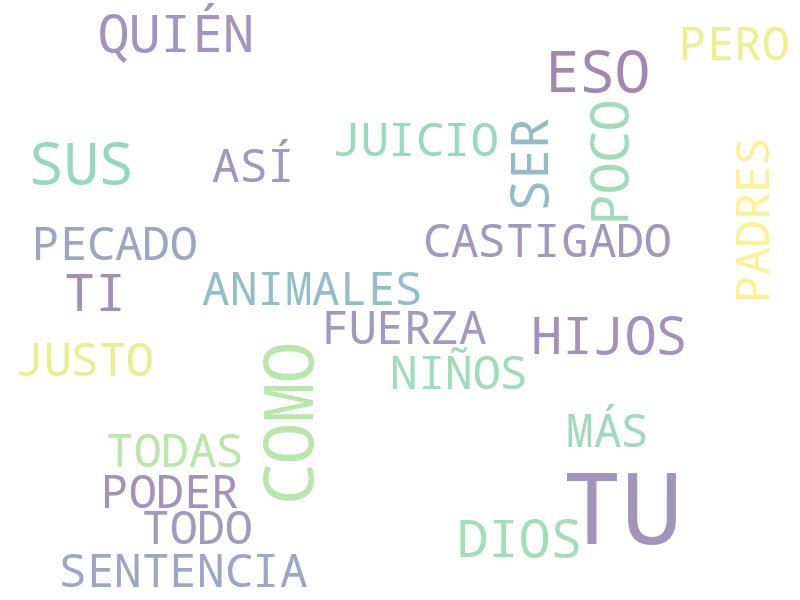 QUIÉN
PERO
ESO
POCO
JUICIO
SER
SUS
ASÍ
PADRES
PECADO
CASTIGADO
TI
ANIMALES
FUERZA
HIJOS
JUSTO
NIÑOS
COMO
MÁS
TODAS
PODER
TU
TODO
DIOS
SENTENCIA